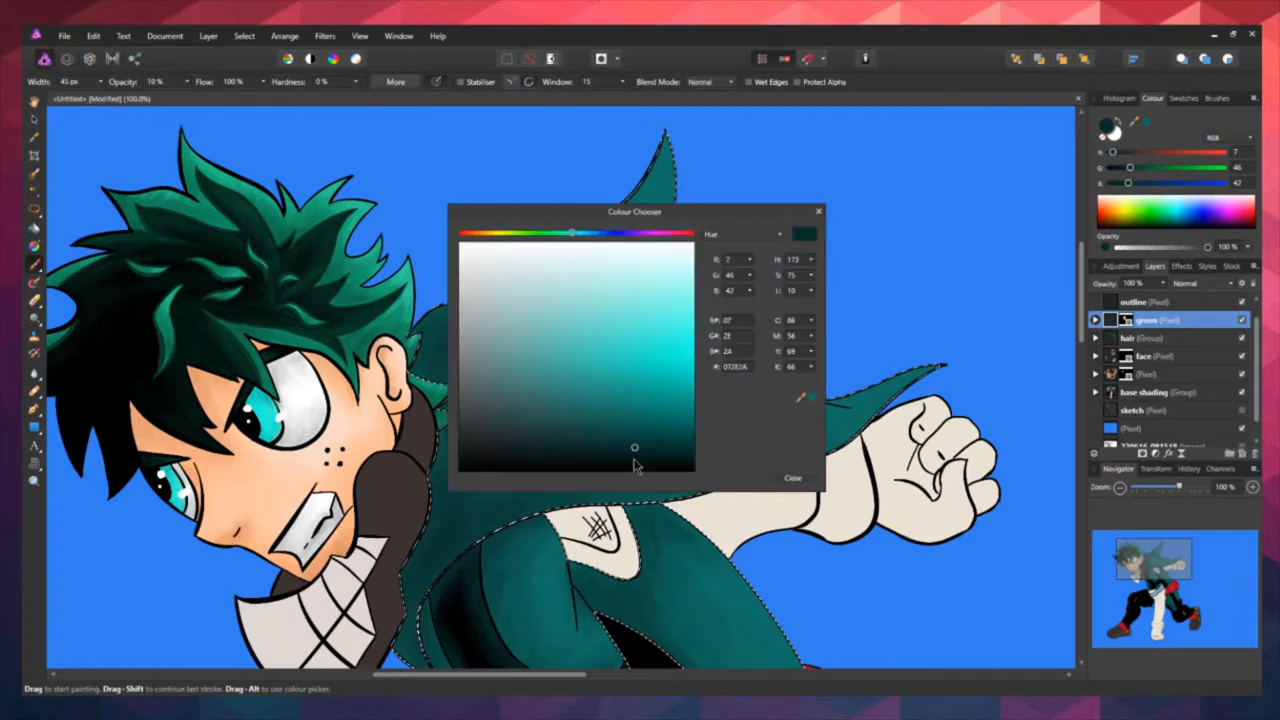 File Edit Text Document Layer Select Arrange Filters View Window Help
Width: 45 px Opacity: 10 % Flow: 100 % Hardness: 0 % More Stabiliser Window: 15 Blend Mode: Normal Wet Edges Protect Alpha
<Untitled> [Modified] (100.0%)
Histogram Colour Swatches Brushes
RGB
R: 7
G: 46
B: 42
Opacity
100 %
Adjustment Layers Effects Styles Stock
Opacity: 100 % Normal
outline (Pixel)
green (Pixel)
hair (Group)
face (Pixel)
(Pixel)
base shading (Group)
sketch (Pixel)
(Pixel)
Navigator Transform History Channels
Zoom: 100 %
Colour Chooser
Hue
R: 7 H: 173
G: 46 S: 75
B: 42 L: 10
R#: 07 C: 86
G#: 2E M: 56
B#: 2A Y: 69
#: 072E2A K: 66
Close
Drag to start painting. Drag+Shift to continue last stroke. Drag+Alt to use colour picker.